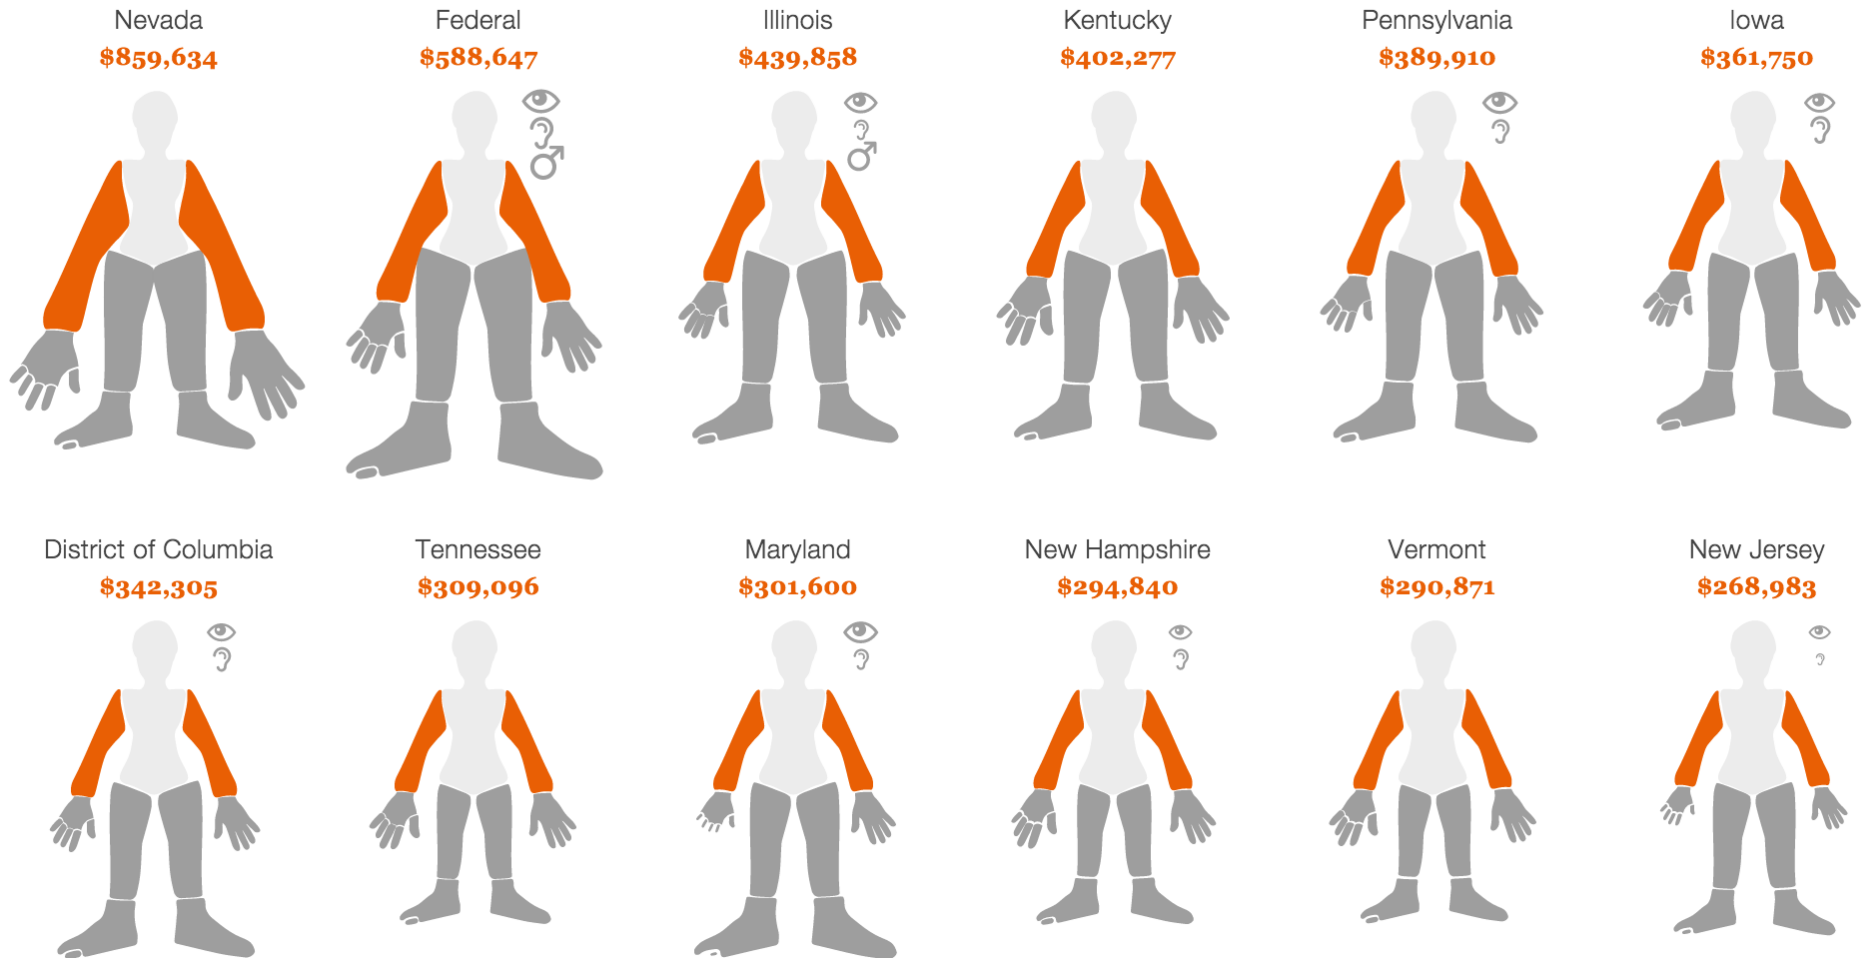 Nevada
$859,634
Federal
$588,647
Illinois
$439,858
Kentucky
$402,277
Pennsylvania
$389,910
Iowa
$361,750
District of Columbia
$342,305
Tennessee
$309,096
Maryland
$301,600
New Hampshire
$294,840
Vermont
$290,871
New Jersey
$268,983